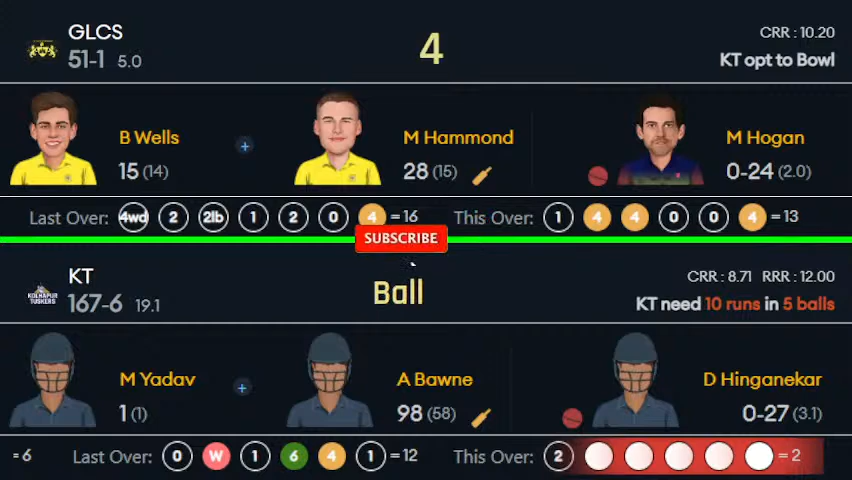 GLCS
51-1 5.0
4
CRR : 10.20
KT opt to Bowl
B Wells
15 (14)
+
M Hammond
28 (15)
M Hogan
0-24 (2.0)
Last Over: 4wd 2 2lb 1 2 0 4 = 16
This Over: 1 4 4 0 0 4 = 13
SUBSCRIBE
KT
KOLHAPUR TUSKERS
167-6 19.1
Ball
CRR : 8.71 RRR : 12.00
KT need 10 runs in 5 balls
M Yadav
1 (1)
+
A Bawne
98 (58)
D Hinganekar
0-27 (3.1)
= 6 Last Over: 0 W 1 6 4 1 = 12
This Over: 2 = 2